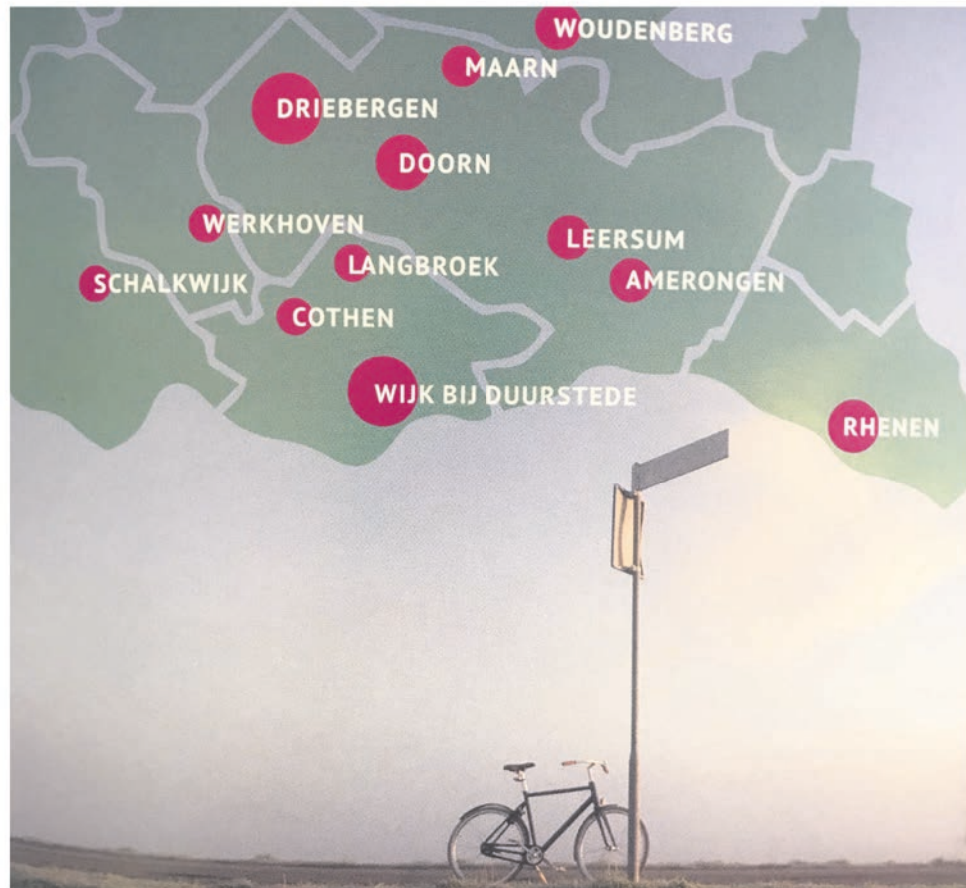 WOUDENBERG
MAARN
DRIEBERGEN
DOORN
WERKHOVEN
LEERSUM
LANGBROEK
SCHALKWIJK
AMERONGEN
COTHEN
WIJK BIJ DUURSTEDE
RHENEN